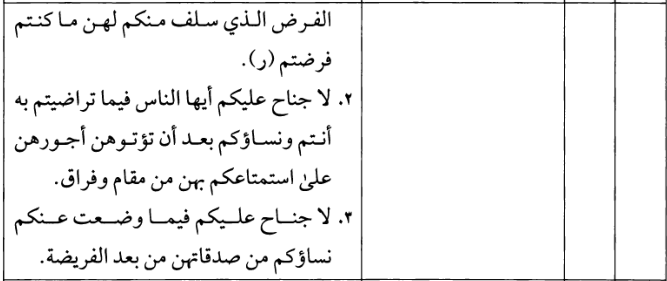 الفرض الذي سلف منكم لهن ما كنتم
فرضتم (ر).
٢. لا جناح عليكم أيها الناس فيما تراضيتم به
أنتم ونساؤكم بعد أن تؤتوهن أجورهن
علىٰ استمتاعكم بهن من مقام وفراق.
٣. لا جناح عليكم فيما وضعت عنكم
نساؤكم من صدقاتهن من بعد الفريضة.